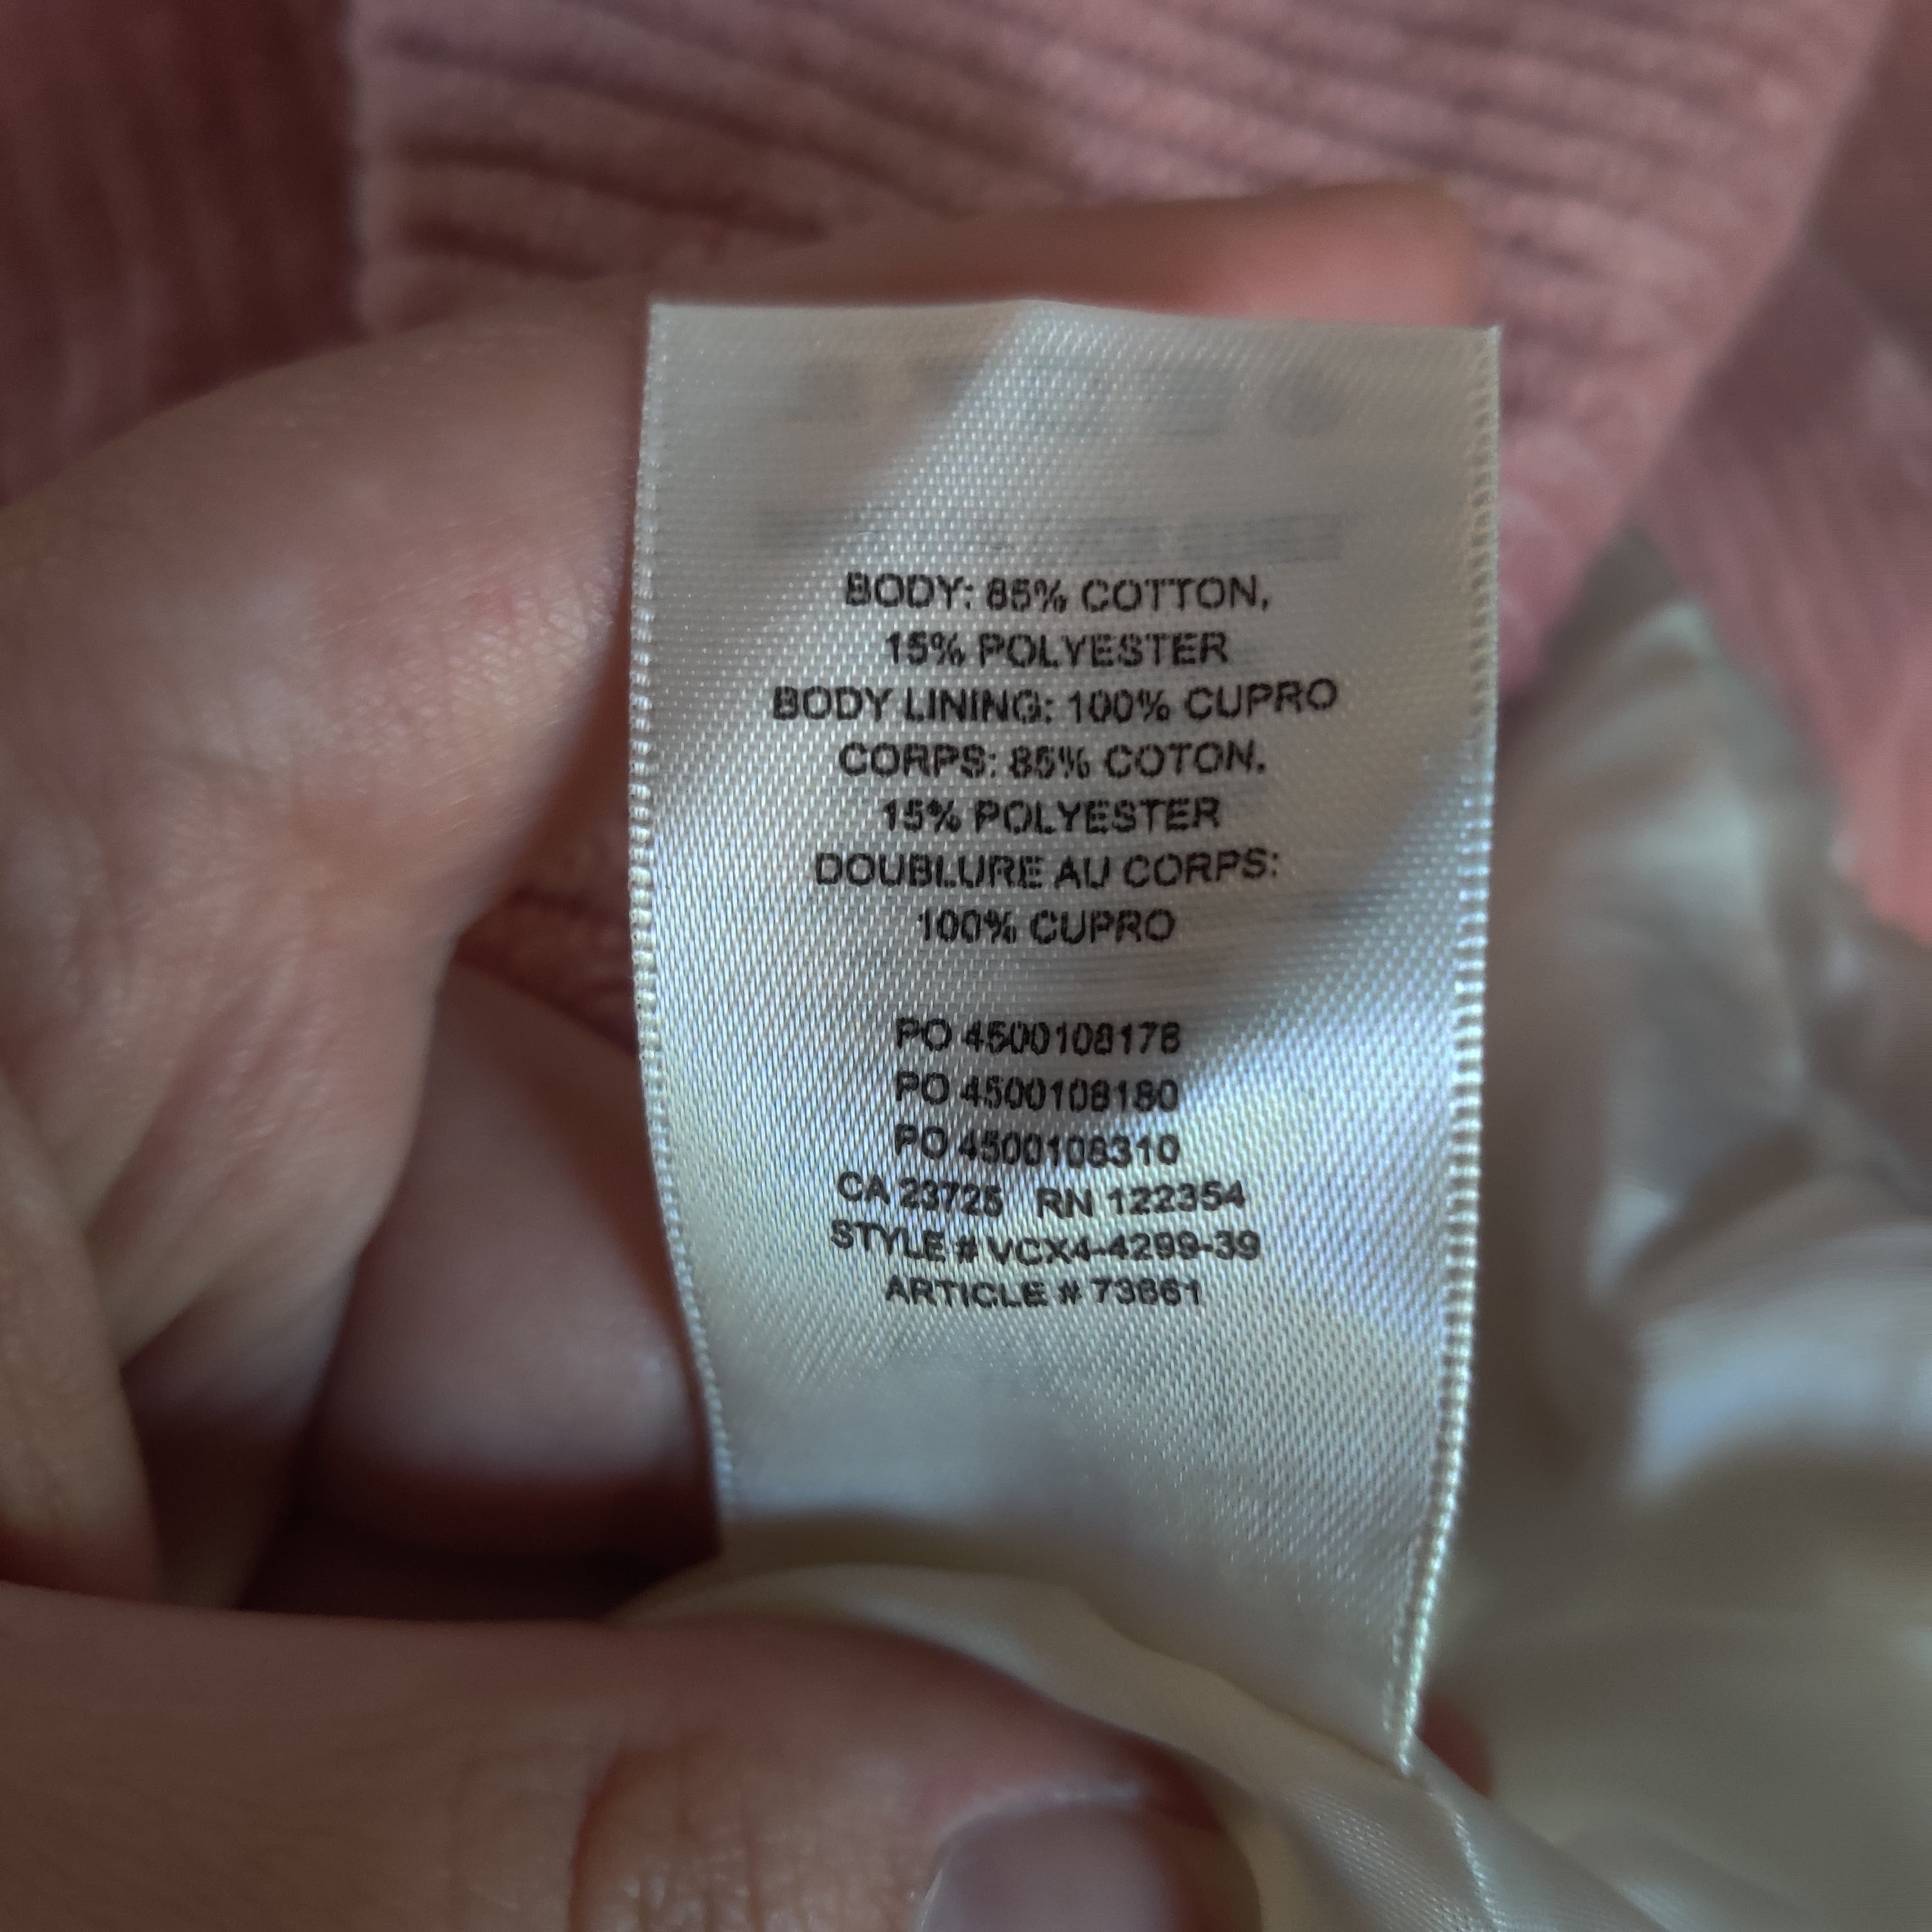 BODY: 85% COTTON,
15% POLYESTER
BODY LINING: 100% CUPRO
CORPS: 85% COTON,
15% POLYESTER
DOUBLURE AU CORPS:
100% CUPRO
PO 4500108178
PO 4500108180
PO 4500108310
CA 23725 RN 122354
STYLE # VCX4-4299-39
ARTICLE # 73861